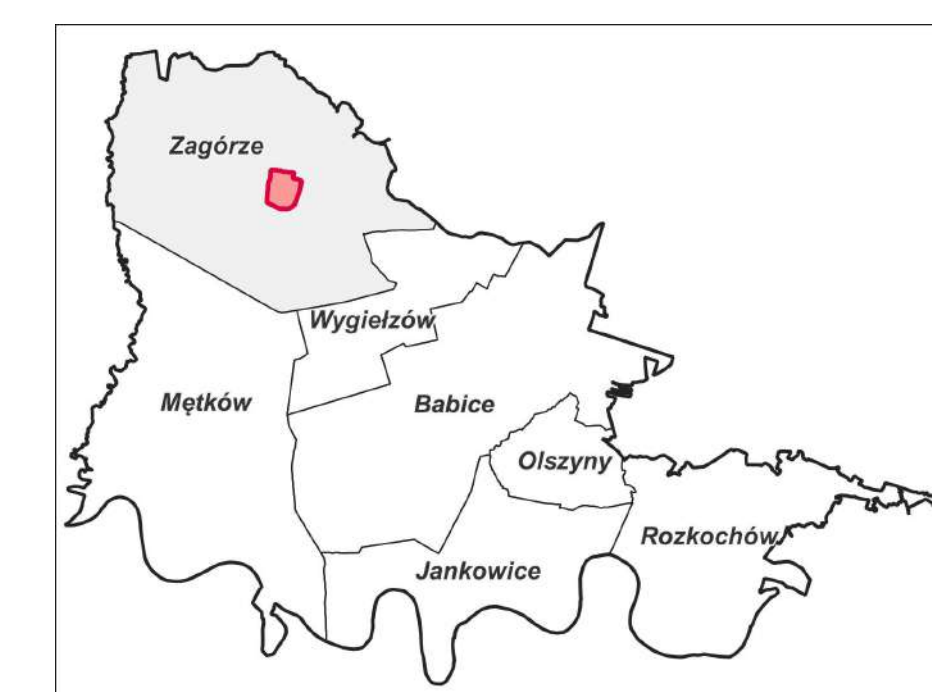 Zagórze
Wygiełzów
Mętków
Babice
Olszyny
Rozkochów
Jankowice